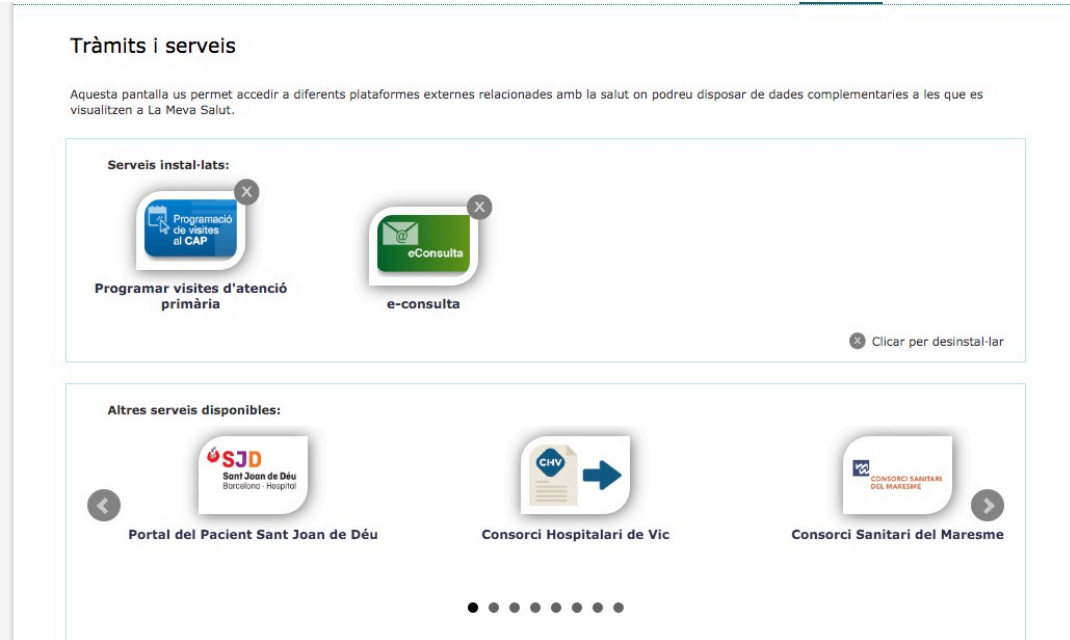 Tràmits i serveis
Aquesta pantalla us permet accedir a diferents plataformes externes relacionades amb la salut on podreu disposar de dades complementaries a les que es
visualitzen a La Meva Salut.
Serveis instal·lats:
X
Programació
de visites
al CAP
Programar visites d'atenció
primària
X
@
eConsulta
e-consulta
X Clicar per desinstal·lar
Altres serveis disponibles:
SJD
Sant Joan de Déu
Barcelona · Hospital
Portal del Pacient Sant Joan de Déu
CHV
Consorci Hospitalari de Vic
CONSORCI SANITARI
DEL MARESME
Consorci Sanitari del Maresme